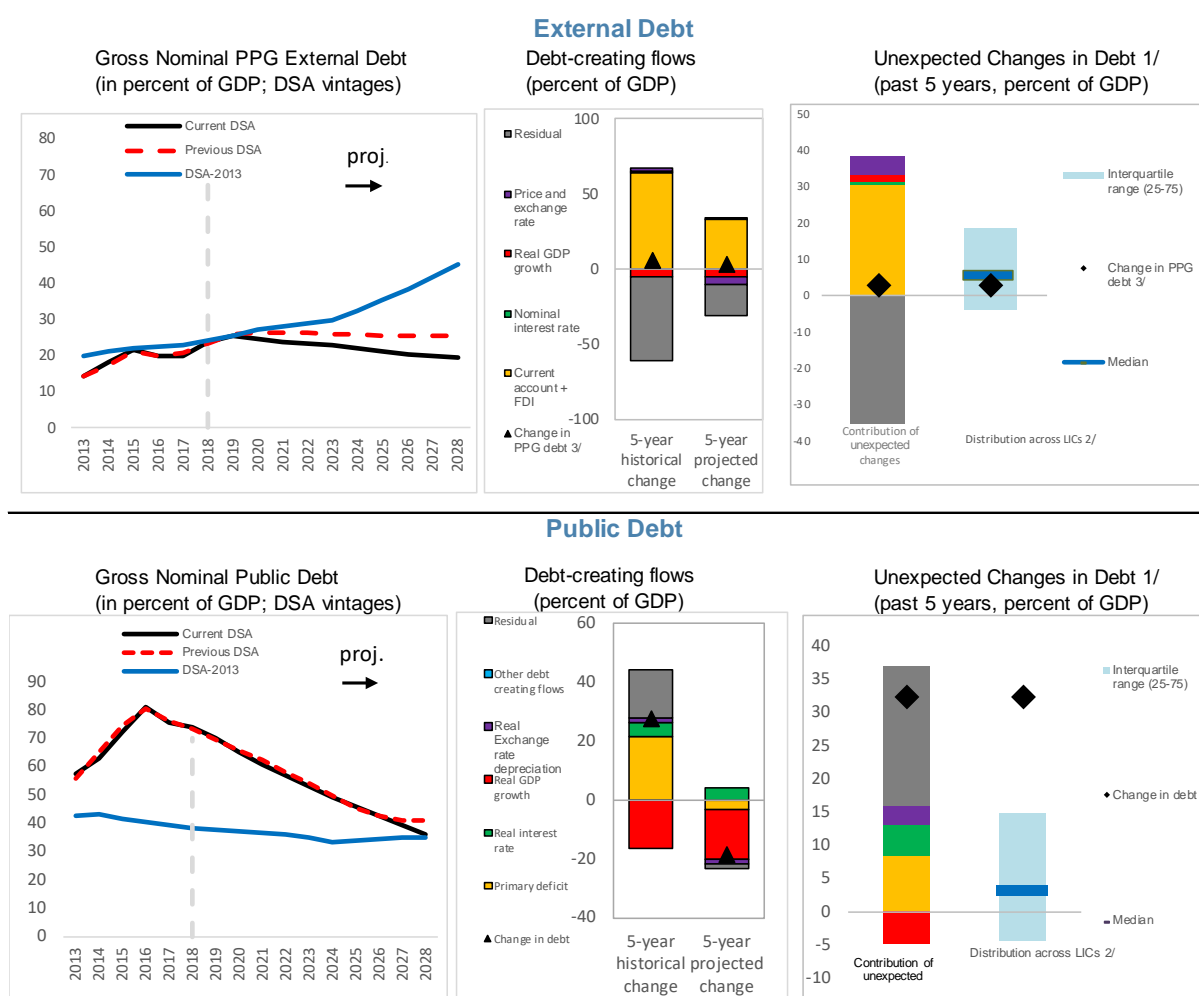 External Debt
Gross Nominal PPG External Debt
(in percent of GDP; DSA vintages)
Current DSA
Previous DSA
DSA-2013
proj.
80
70
60
50
40
30
20
10
0
2013
2014
2015
2016
2017
2018
2019
2020
2021
2022
2023
2024
2025
2026
2027
2028
Debt-creating flows
(percent of GDP)
Residual
Price and
exchange
rate
Real GDP
growth
Nominal
interest rate
Current
account +
FDI
Change in
PPG debt 3/
100
50
0
-50
-100
5-year
historical
change
5-year
projected
change
Unexpected Changes in Debt 1/
(past 5 years, percent of GDP)
50
40
30
20
10
0
-10
-20
-30
-40
Contribution of
unexpected
changes
Distribution across LICs 2/
Interquartile
range (25-75)
Change in PPG
debt 3/
Median
Public Debt
Gross Nominal Public Debt
(in percent of GDP; DSA vintages)
Current DSA
Previous DSA
DSA-2013
proj.
90
80
70
60
50
40
30
20
10
0
2013
2014
2015
2016
2017
2018
2019
2020
2021
2022
2023
2024
2025
2026
2027
2028
Debt-creating flows
(percent of GDP)
Residual
Other debt
creating flows
Real
Exchange
rate
depreciation
Real GDP
growth
Real interest
rate
Primary deficit
Change in debt
60
40
20
0
-20
-40
5-year
historical
change
5-year
projected
change
Unexpected Changes in Debt 1/
(past 5 years, percent of GDP)
40
35
30
25
20
15
10
5
0
-5
-10
Contribution of
unexpected
Distribution across LICs 2/
Interquartile
range (25-75)
Change in debt
Median